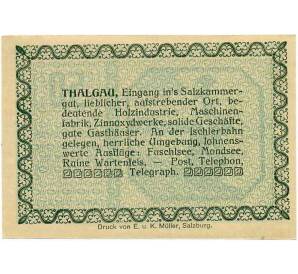 THALGAU, Eingang in's Salzkammer-
gut, lieblicher, aufstrebender Ort, be-
deutende Holzindustrie, Maschinen-
fabrik, Zinnoxydwerke, solide Geschäfte,
gute Gasthäuser. An der Ischlerbahn
gelegen, herrliche Umgebung, lohnens-
werte Ausflüge: Fuschlsee, Mondsee,
Ruine Wartenfels. — Post, Telephon,
Telegraph.
Druck von E. u. K. Müller, Salzburg.